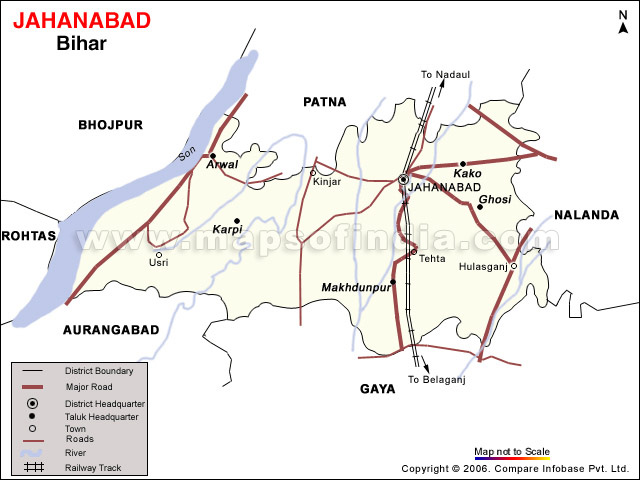 JAHANABAD
Bihar
N
To Nadaul
PATNA
BHOJPUR
Son
Arwal
Kinjar
Kako
JAHANABAD
Ghosi
NALANDA
Karpi
ROHTAS
www.mapsofindia.com
Usri
Tehta
Hulasganj
Makhdunpur
AURANGABAD
To Belaganj
GAYA
District Boundary
Major Road
District Headquarter
Taluk Headquarter
Town
Roads
River
Railway Track
Map not to Scale
Copyright © 2006. Compare Infobase Pvt. Ltd.